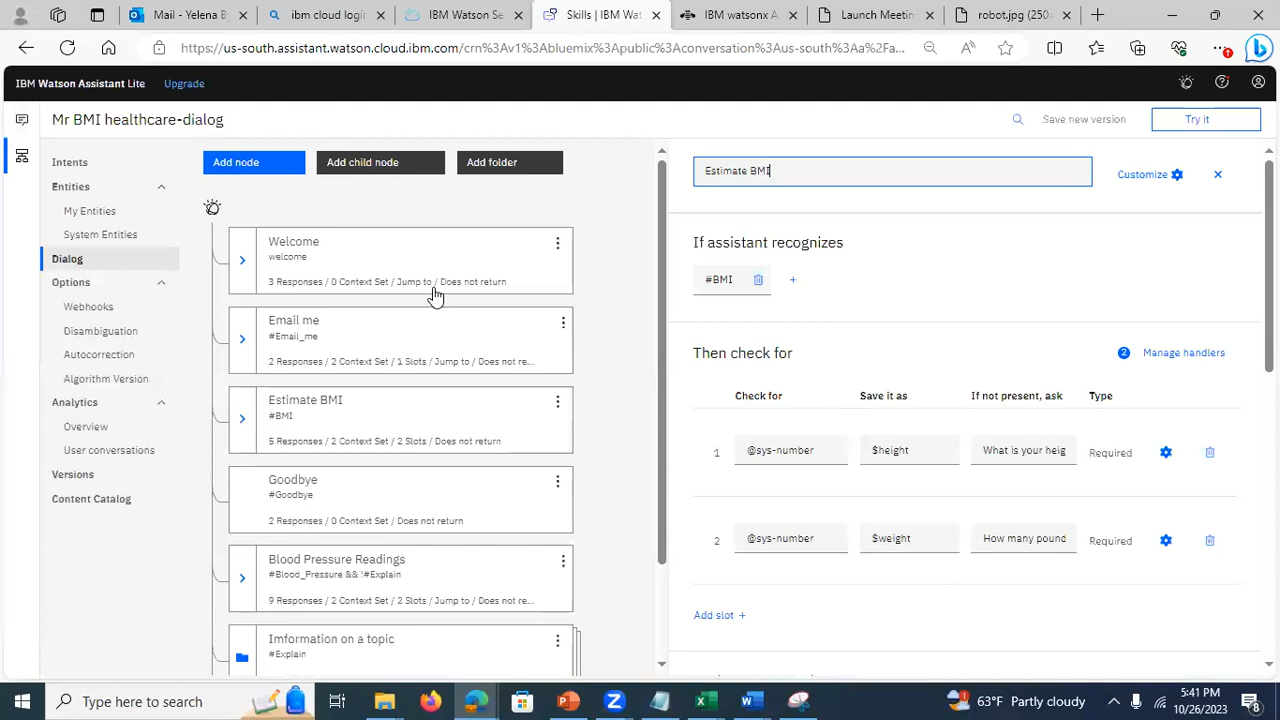 Mail - Yelena B
ibm cloud login
IBM Watson Se
Skills | IBM Wat
IBM watsonx A
Launch Meetin
robot.jpg (250×
https://us-south.assistant.watson.cloud.ibm.com/crn%3Av1%3Abluemix%3Apublic%3Aconversation%3Aus-south%3Aa%2Fa...
IBM Watson Assistant Lite Upgrade
Mr BMI healthcare-dialog
Save new version
Try it
Intents
Entities
My Entities
System Entities
Dialog
Options
Webhooks
Disambiguation
Autocorrection
Algorithm Version
Analytics
Overview
User conversations
Versions
Content Catalog
Add node Add child node Add folder
Welcome
welcome
3 Responses / 0 Context Set / Jump to / Does not return
Email me
#Email_me
2 Responses / 2 Context Set / 1 Slots / Jump to / Does not re...
Estimate BMI
#BMI
5 Responses / 2 Context Set / 2 Slots / Does not return
Goodbye
#Goodbye
2 Responses / 0 Context Set / Does not return
Blood Pressure Readings
#Blood_Pressure && !#Explain
9 Responses / 2 Context Set / 2 Slots / Jump to / Does not re...
Imformation on a topic
#Explain
Estimate BMI
Customize
If assistant recognizes
#BMI
Then check for
2 Manage handlers
Check for Save it as If not present, ask Type
1 @sys-number $height What is your heig Required
2 @sys-number $weight How many pound Required
Add slot +
Type here to search
63°F Partly cloudy
5:41 PM
10/26/2023
8